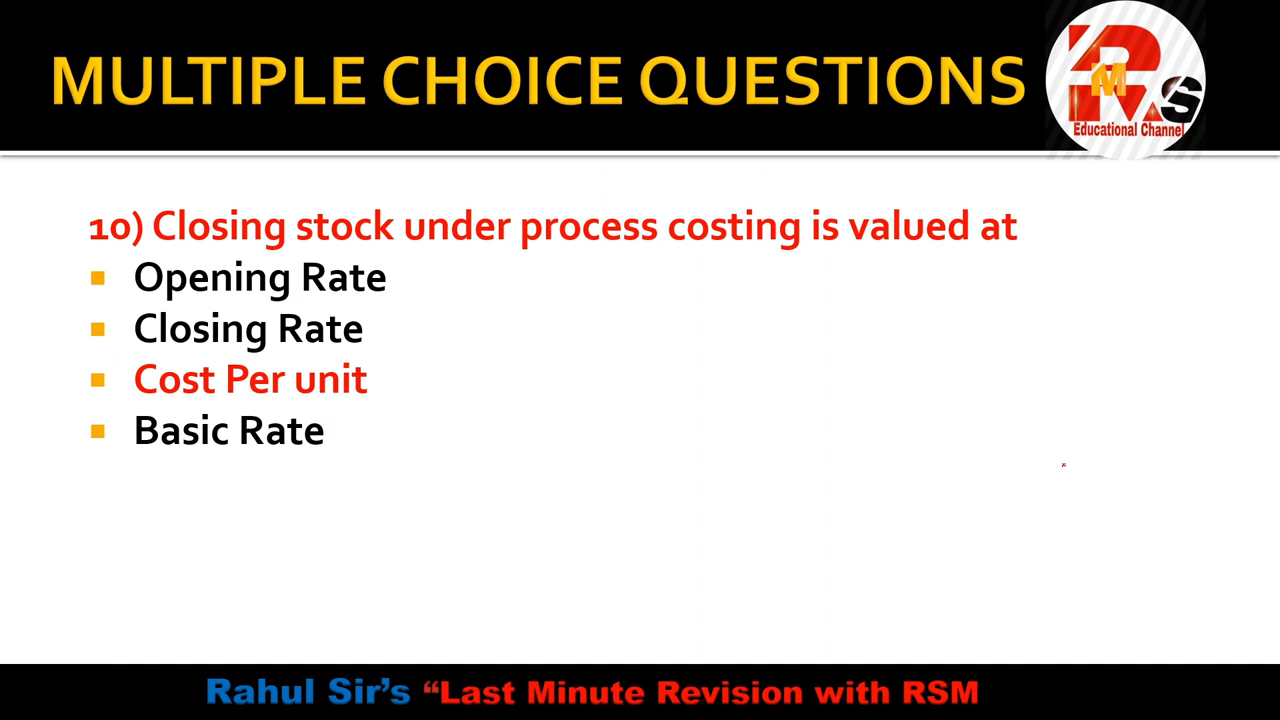 MULTIPLE CHOICE QUESTIONS
RMS
Educational Channel
10) Closing stock under process costing is valued at
Opening Rate
Closing Rate
Cost Per unit
Basic Rate
Rahul Sir's “Last Minute Revision with RSM